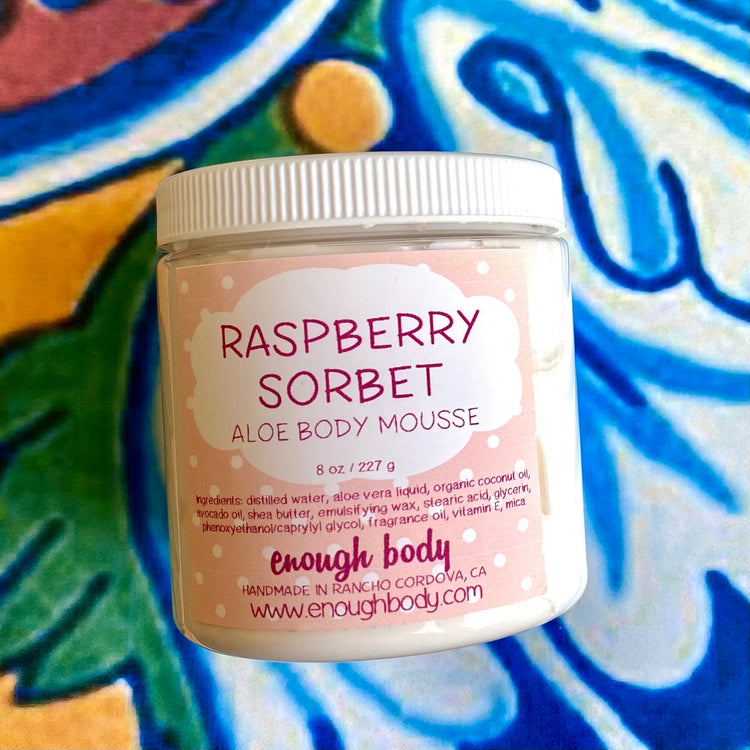 RASPBERRY
SORBET
ALOE BODY MOUSSE
8 oz / 227 g
Ingredients: distilled water, aloe vera liquid, organic coconut oil,
avocado oil, shea butter, emulsifying wax, stearic acid, glycerin,
phenoxyethanol/caprylyl glycol, fragrance oil, vitamin E, mica
enough body
HANDMADE IN RANCHO CORDOVA, CA
www.enoughbody.com